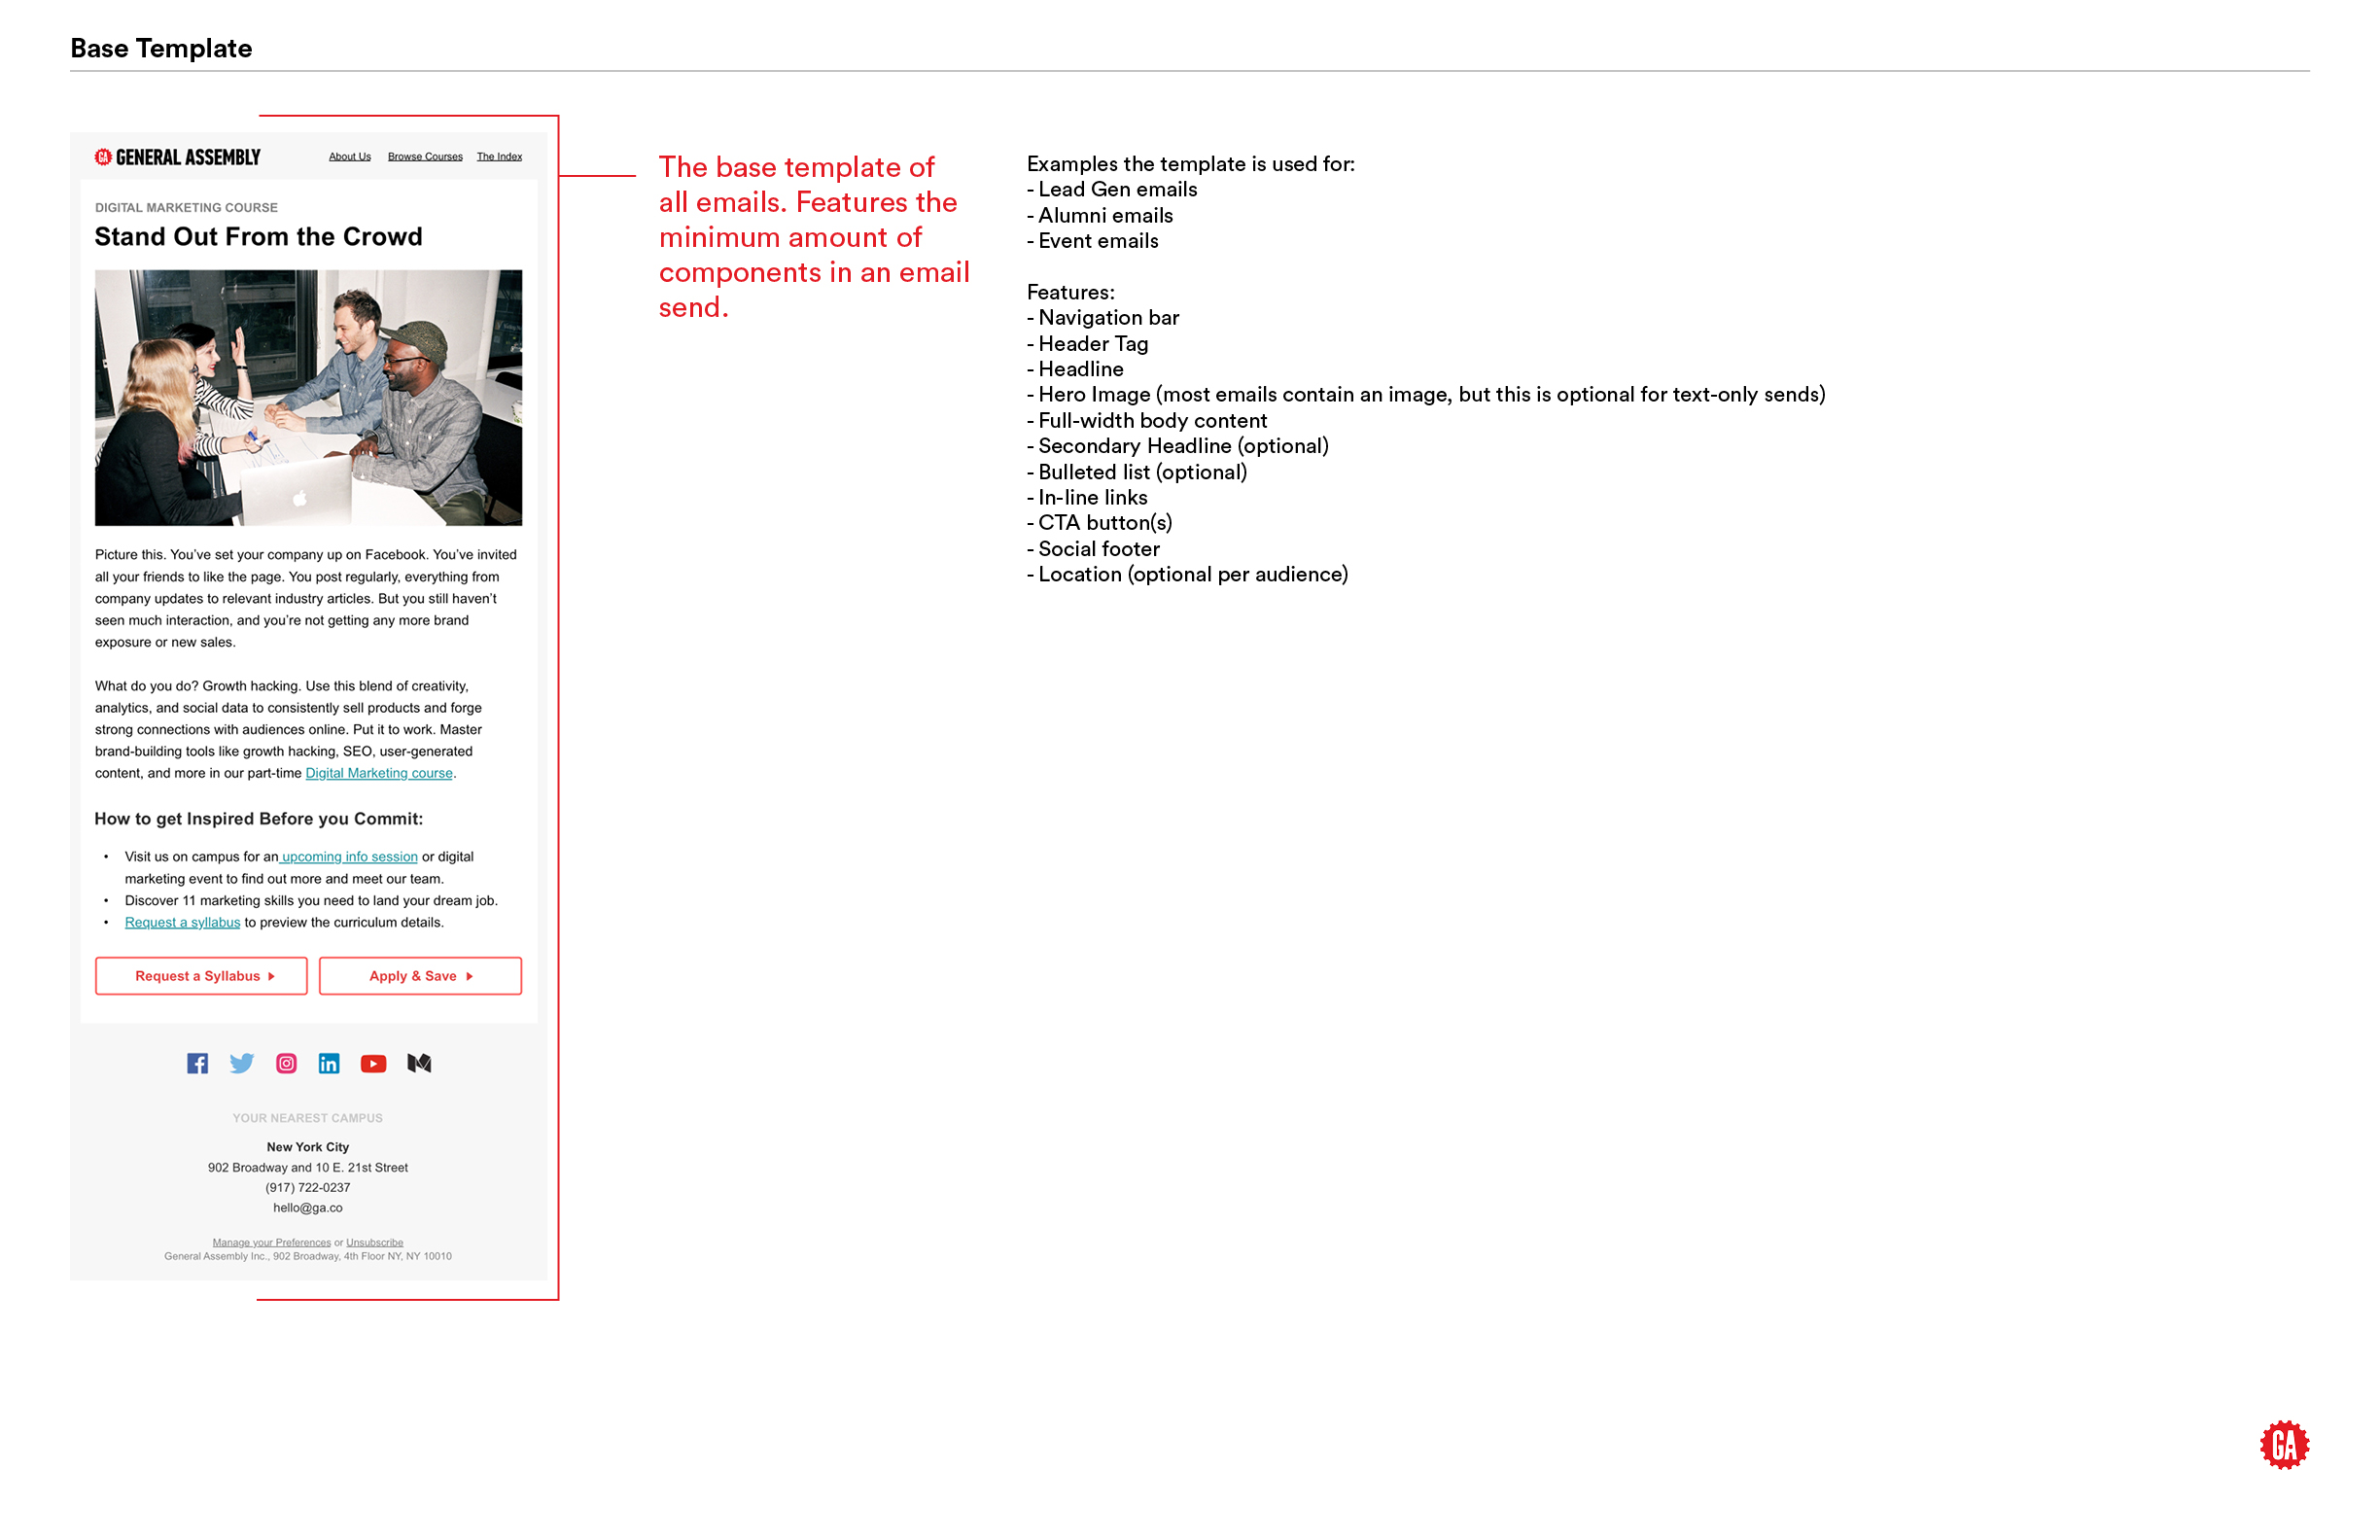 Base Template
GA GENERAL ASSEMBLY
About Us Browse Courses The Index
DIGITAL MARKETING COURSE
Stand Out From the Crowd
Picture this. You've set your company up on Facebook. You've invited
all your friends to like the page. You post regularly, everything from
company updates to relevant industry articles. But you still haven't
seen much interaction, and you're not getting any more brand
exposure or new sales.
What do you do? Growth hacking. Use this blend of creativity,
analytics, and social data to consistently sell products and forge
strong connections with audiences online. Put it to work. Master
brand-building tools like growth hacking, SEO, user-generated
content, and more in our part-time Digital Marketing course.
How to get Inspired Before you Commit:
• Visit us on campus for an upcoming info session or digital
marketing event to find out more and meet our team.
• Discover 11 marketing skills you need to land your dream job.
• Request a syllabus to preview the curriculum details.
Request a Syllabus
Apply & Save
YOUR NEAREST CAMPUS
New York City
902 Broadway and 10 E. 21st Street
(917) 722-0237
hello@ga.co
Manage your Preferences or Unsubscribe
General Assembly Inc., 902 Broadway, 4th Floor NY, NY 10010
The base template of
all emails. Features the
minimum amount of
components in an email
send.
Examples the template is used for:
- Lead Gen emails
- Alumni emails
- Event emails
Features:
- Navigation bar
- Header Tag
- Headline
- Hero Image (most emails contain an image, but this is optional for text-only sends)
- Full-width body content
- Secondary Headline (optional)
- Bulleted list (optional)
- In-line links
- CTA button(s)
- Social footer
- Location (optional per audience)
GA